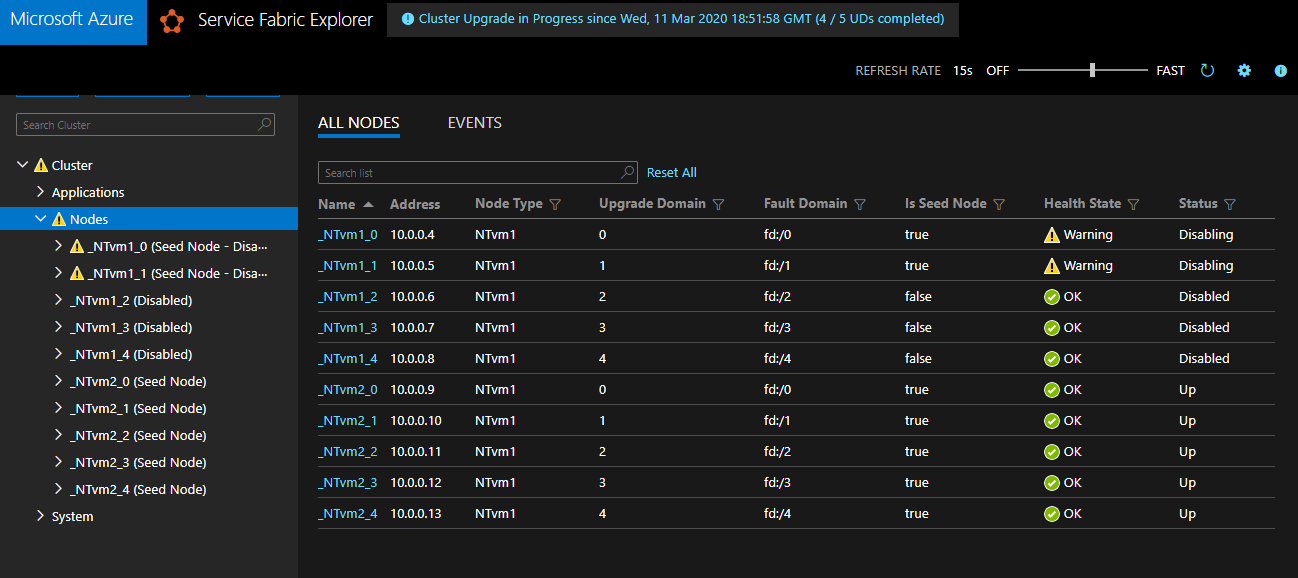 Microsoft Azure
Service Fabric Explorer
Cluster Upgrade in Progress since Wed, 11 Mar 2020 18:51:58 GMT (4 / 5 UDs completed)
REFRESH RATE 15s OFF FAST
Search Cluster
Cluster
Applications
Nodes
_NTvm1_0 (Seed Node - Disa...
_NTvm1_1 (Seed Node - Disa...
_NTvm1_2 (Disabled)
_NTvm1_3 (Disabled)
_NTvm1_4 (Disabled)
_NTvm2_0 (Seed Node)
_NTvm2_1 (Seed Node)
_NTvm2_2 (Seed Node)
_NTvm2_3 (Seed Node)
_NTvm2_4 (Seed Node)
System
ALL NODES EVENTS
Search list Reset All
Name Address Node Type Upgrade Domain Fault Domain Is Seed Node Health State Status
_NTvm1_0 10.0.0.4 NTvm1 0 fd:/0 true Warning Disabling
_NTvm1_1 10.0.0.5 NTvm1 1 fd:/1 true Warning Disabling
_NTvm1_2 10.0.0.6 NTvm1 2 fd:/2 false OK Disabled
_NTvm1_3 10.0.0.7 NTvm1 3 fd:/3 false OK Disabled
_NTvm1_4 10.0.0.8 NTvm1 4 fd:/4 false OK Disabled
_NTvm2_0 10.0.0.9 NTvm1 0 fd:/0 true OK Up
_NTvm2_1 10.0.0.10 NTvm1 1 fd:/1 true OK Up
_NTvm2_2 10.0.0.11 NTvm1 2 fd:/2 true OK Up
_NTvm2_3 10.0.0.12 NTvm1 3 fd:/3 true OK Up
_NTvm2_4 10.0.0.13 NTvm1 4 fd:/4 true OK Up